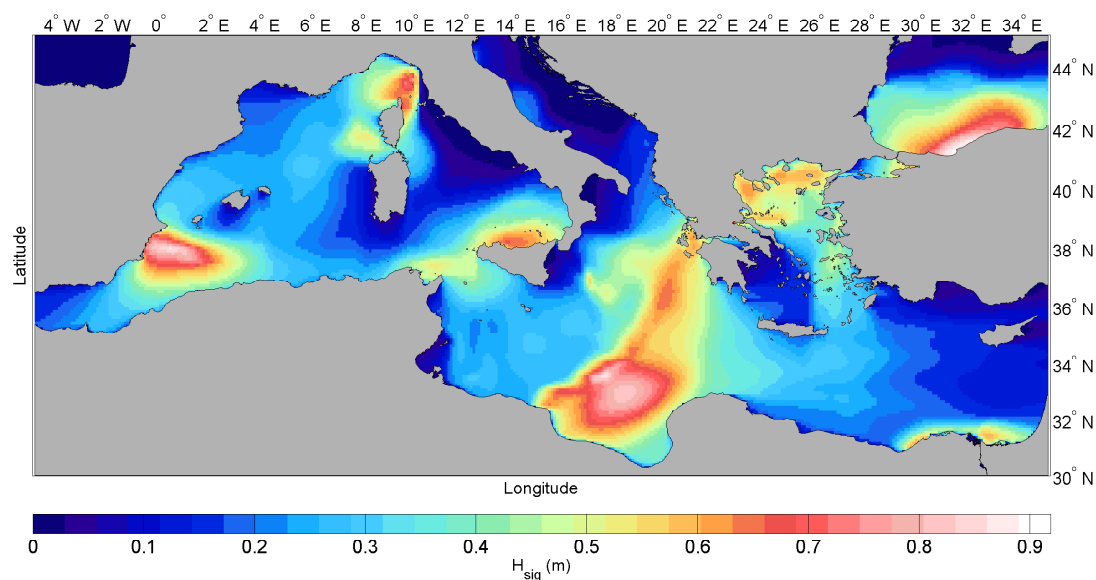 4° W 2° W 0° 2° E 4° E 6° E 8° E 10° E 12° E 14° E 16° E 18° E 20° E 22° E 24° E 26° E 28° E 30° E 32° E 34° E
44° N
42° N
40° N
38° N
36° N
34° N
32° N
30° N
Latitude
Longitude
0 0.1 0.2 0.3 0.4 0.5 0.6 0.7 0.8 0.9
H_sig (m)